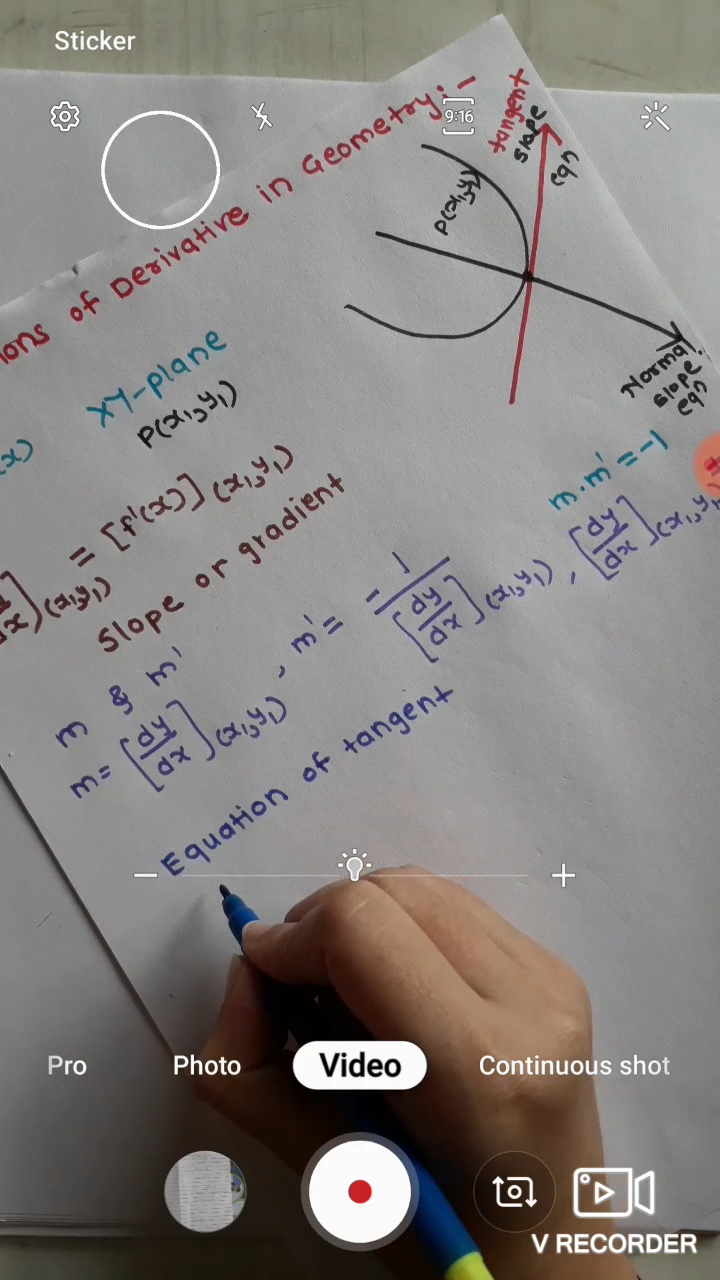 Sticker
9:16
ions of Derivative in Geometry:-
tangent
slope
eqn
P(x1,y1)
XY-plane
P(x1,y1)
(x)
Normal
slope
eqn
m.m' = -1
dx](x1,y1) = [f'(x)](x1,y1)
Slope or gradient
m & m'
m = [dy/dx](x1,y1) , m' = -1/[dy/dx](x1,y1) , [dy/dx](x1,y1)
Equation of tangent
Pro
Photo
Video
Continuous shot
V RECORDER